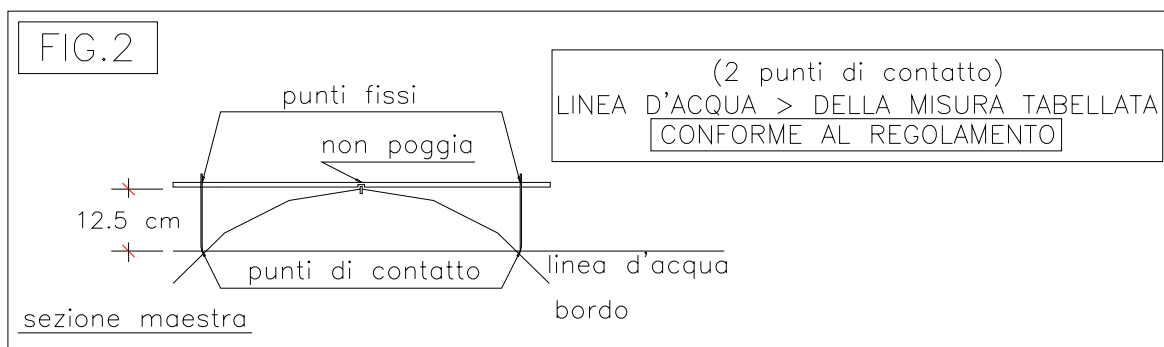 FIG.2
(2 punti di contatto)
LINEA D'ACQUA > DELLA MISURA TABELLATA
CONFORME AL REGOLAMENTO
punti fissi
non poggia
12.5 cm
punti di contatto
linea d'acqua
bordo
sezione maestra